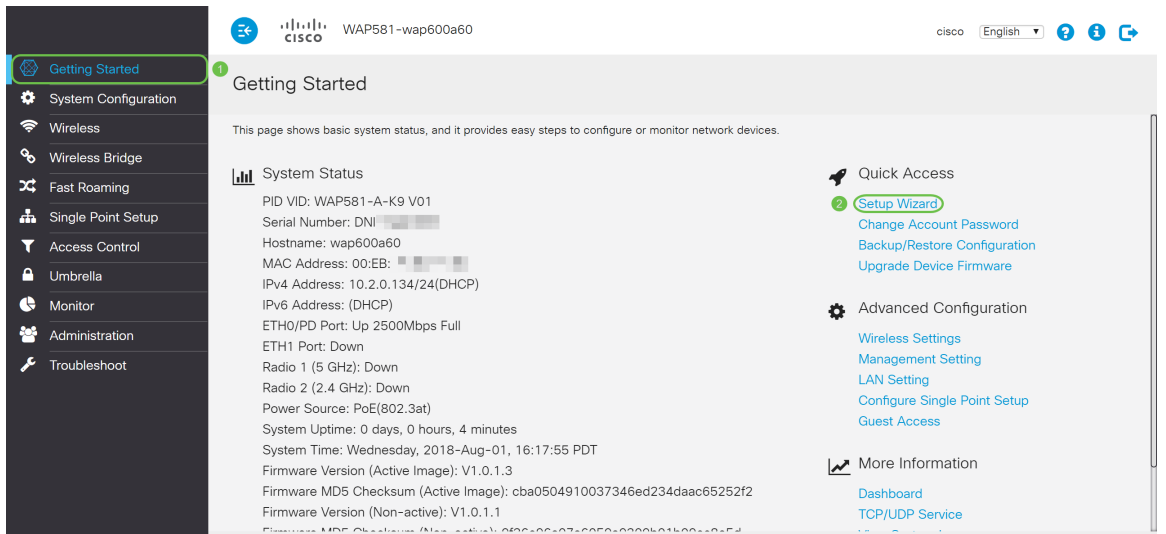 CISCO
WAP581-wap600a60
cisco
English
Getting Started
System Configuration
Wireless
Wireless Bridge
Fast Roaming
Single Point Setup
Access Control
Umbrella
Monitor
Administration
Troubleshoot
1
Getting Started
This page shows basic system status, and it provides easy steps to configure or monitor network devices.
System Status
PID VID: WAP581-A-K9 V01
Serial Number: DNI
Hostname: wap600a60
MAC Address: 00:EB:
IPv4 Address: 10.2.0.134/24(DHCP)
IPv6 Address: (DHCP)
ETH0/PD Port: Up 2500Mbps Full
ETH1 Port: Down
Radio 1 (5 GHz): Down
Radio 2 (2.4 GHz): Down
Power Source: PoE(802.3at)
System Uptime: 0 days, 0 hours, 4 minutes
System Time: Wednesday, 2018-Aug-01, 16:17:55 PDT
Firmware Version (Active Image): V1.0.1.3
Firmware MD5 Checksum (Active Image): cba0504910037346ed234daac65252f2
Firmware Version (Non-active): V1.0.1.1
Firmware MD5 Checksum (Non-active):
Quick Access
2 Setup Wizard
Change Account Password
Backup/Restore Configuration
Upgrade Device Firmware
Advanced Configuration
Wireless Settings
Management Setting
LAN Setting
Configure Single Point Setup
Guest Access
More Information
Dashboard
TCP/UDP Service